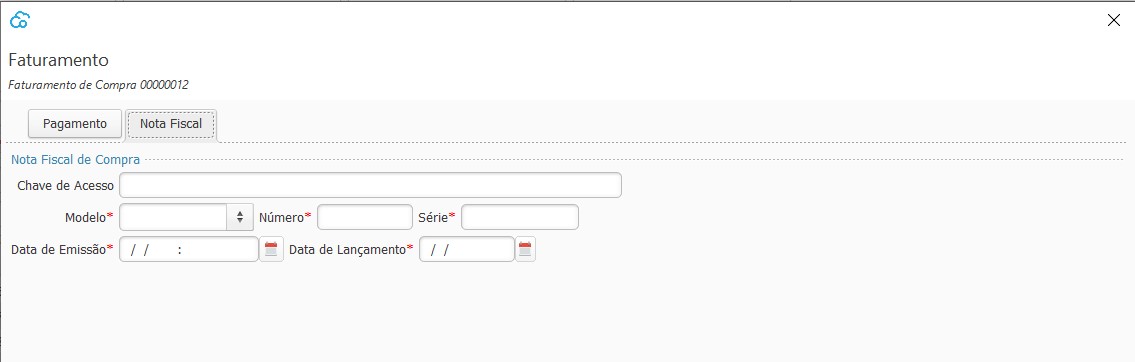 Faturamento
Faturamento de Compra 00000012
Pagamento Nota Fiscal
Nota Fiscal de Compra
Chave de Acesso
Modelo* Número* Série*
Data de Emissão* / / : Data de Lançamento* / /